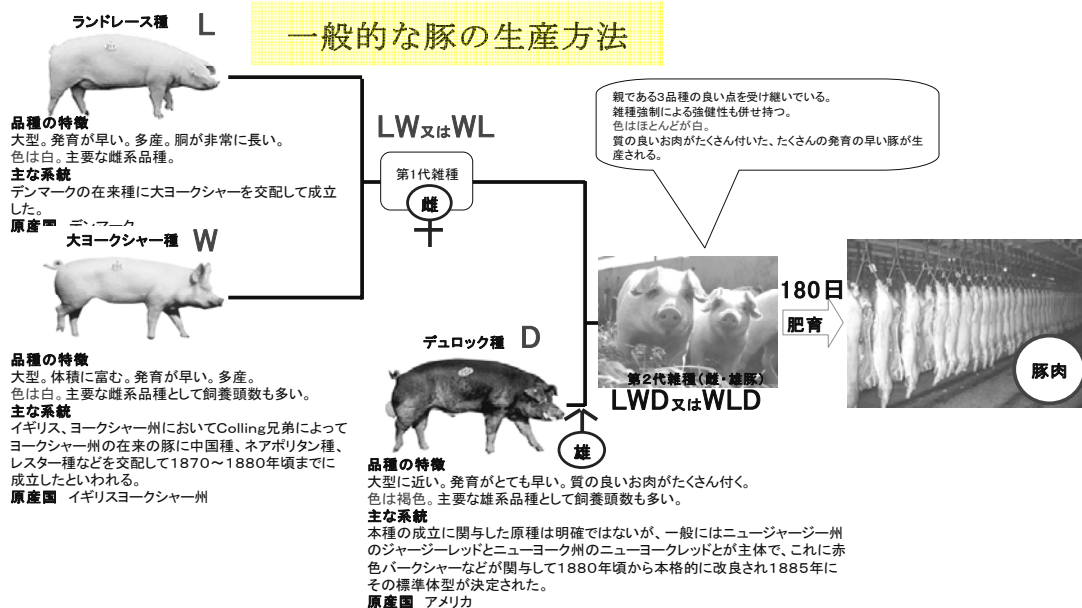 一般的な豚の生産方法
ランドレース種 L
品種の特徴
大型。発育が早い。多産。胴が非常に長い。
色は白。主要な雌系品種。
主な系統
デンマークの在来種に大ヨークシャーを交配して成立
した。
原産国 デンマーク
大ヨークシャー種 W
品種の特徴
大型。体積に富む。発育が早い。多産。
色は白。主要な雌系品種として飼養頭数も多い。
主な系統
イギリス、ヨークシャー州においてColling兄弟によって
ヨークシャー州の在来の豚に中国種、ネアポリタン種、
レスター種などを交配して1870～1880年頃までに
成立したといわれる。
原産国 イギリスヨークシャー州
LW又はWL
第1代雑種
雌
デュロック種 D
雄
品種の特徴
大型に近い。発育がとても早い。質の良いお肉がたくさん付く。
色は褐色。主要な雄系品種として飼養頭数も多い。
主な系統
本種の成立に関与した原種は明確ではないが、一般にはニュージャージー州
のジャージーレッドとニューヨーク州のニューヨークレッドとが主体で、これに赤
色バークシャーなどが関与して1880年頃から本格的に改良され1885年に
その標準体型が決定された。
原産国 アメリカ
親である3品種の良い点を受け継いでいる。
雑種強制による強健性も併せ持つ。
色はほとんどが白。
質の良いお肉がたくさん付いた、たくさんの発育の早い豚が生
産される。
第2代雑種(雌・雄豚)
LWD又はWLD
180日
肥育
豚肉